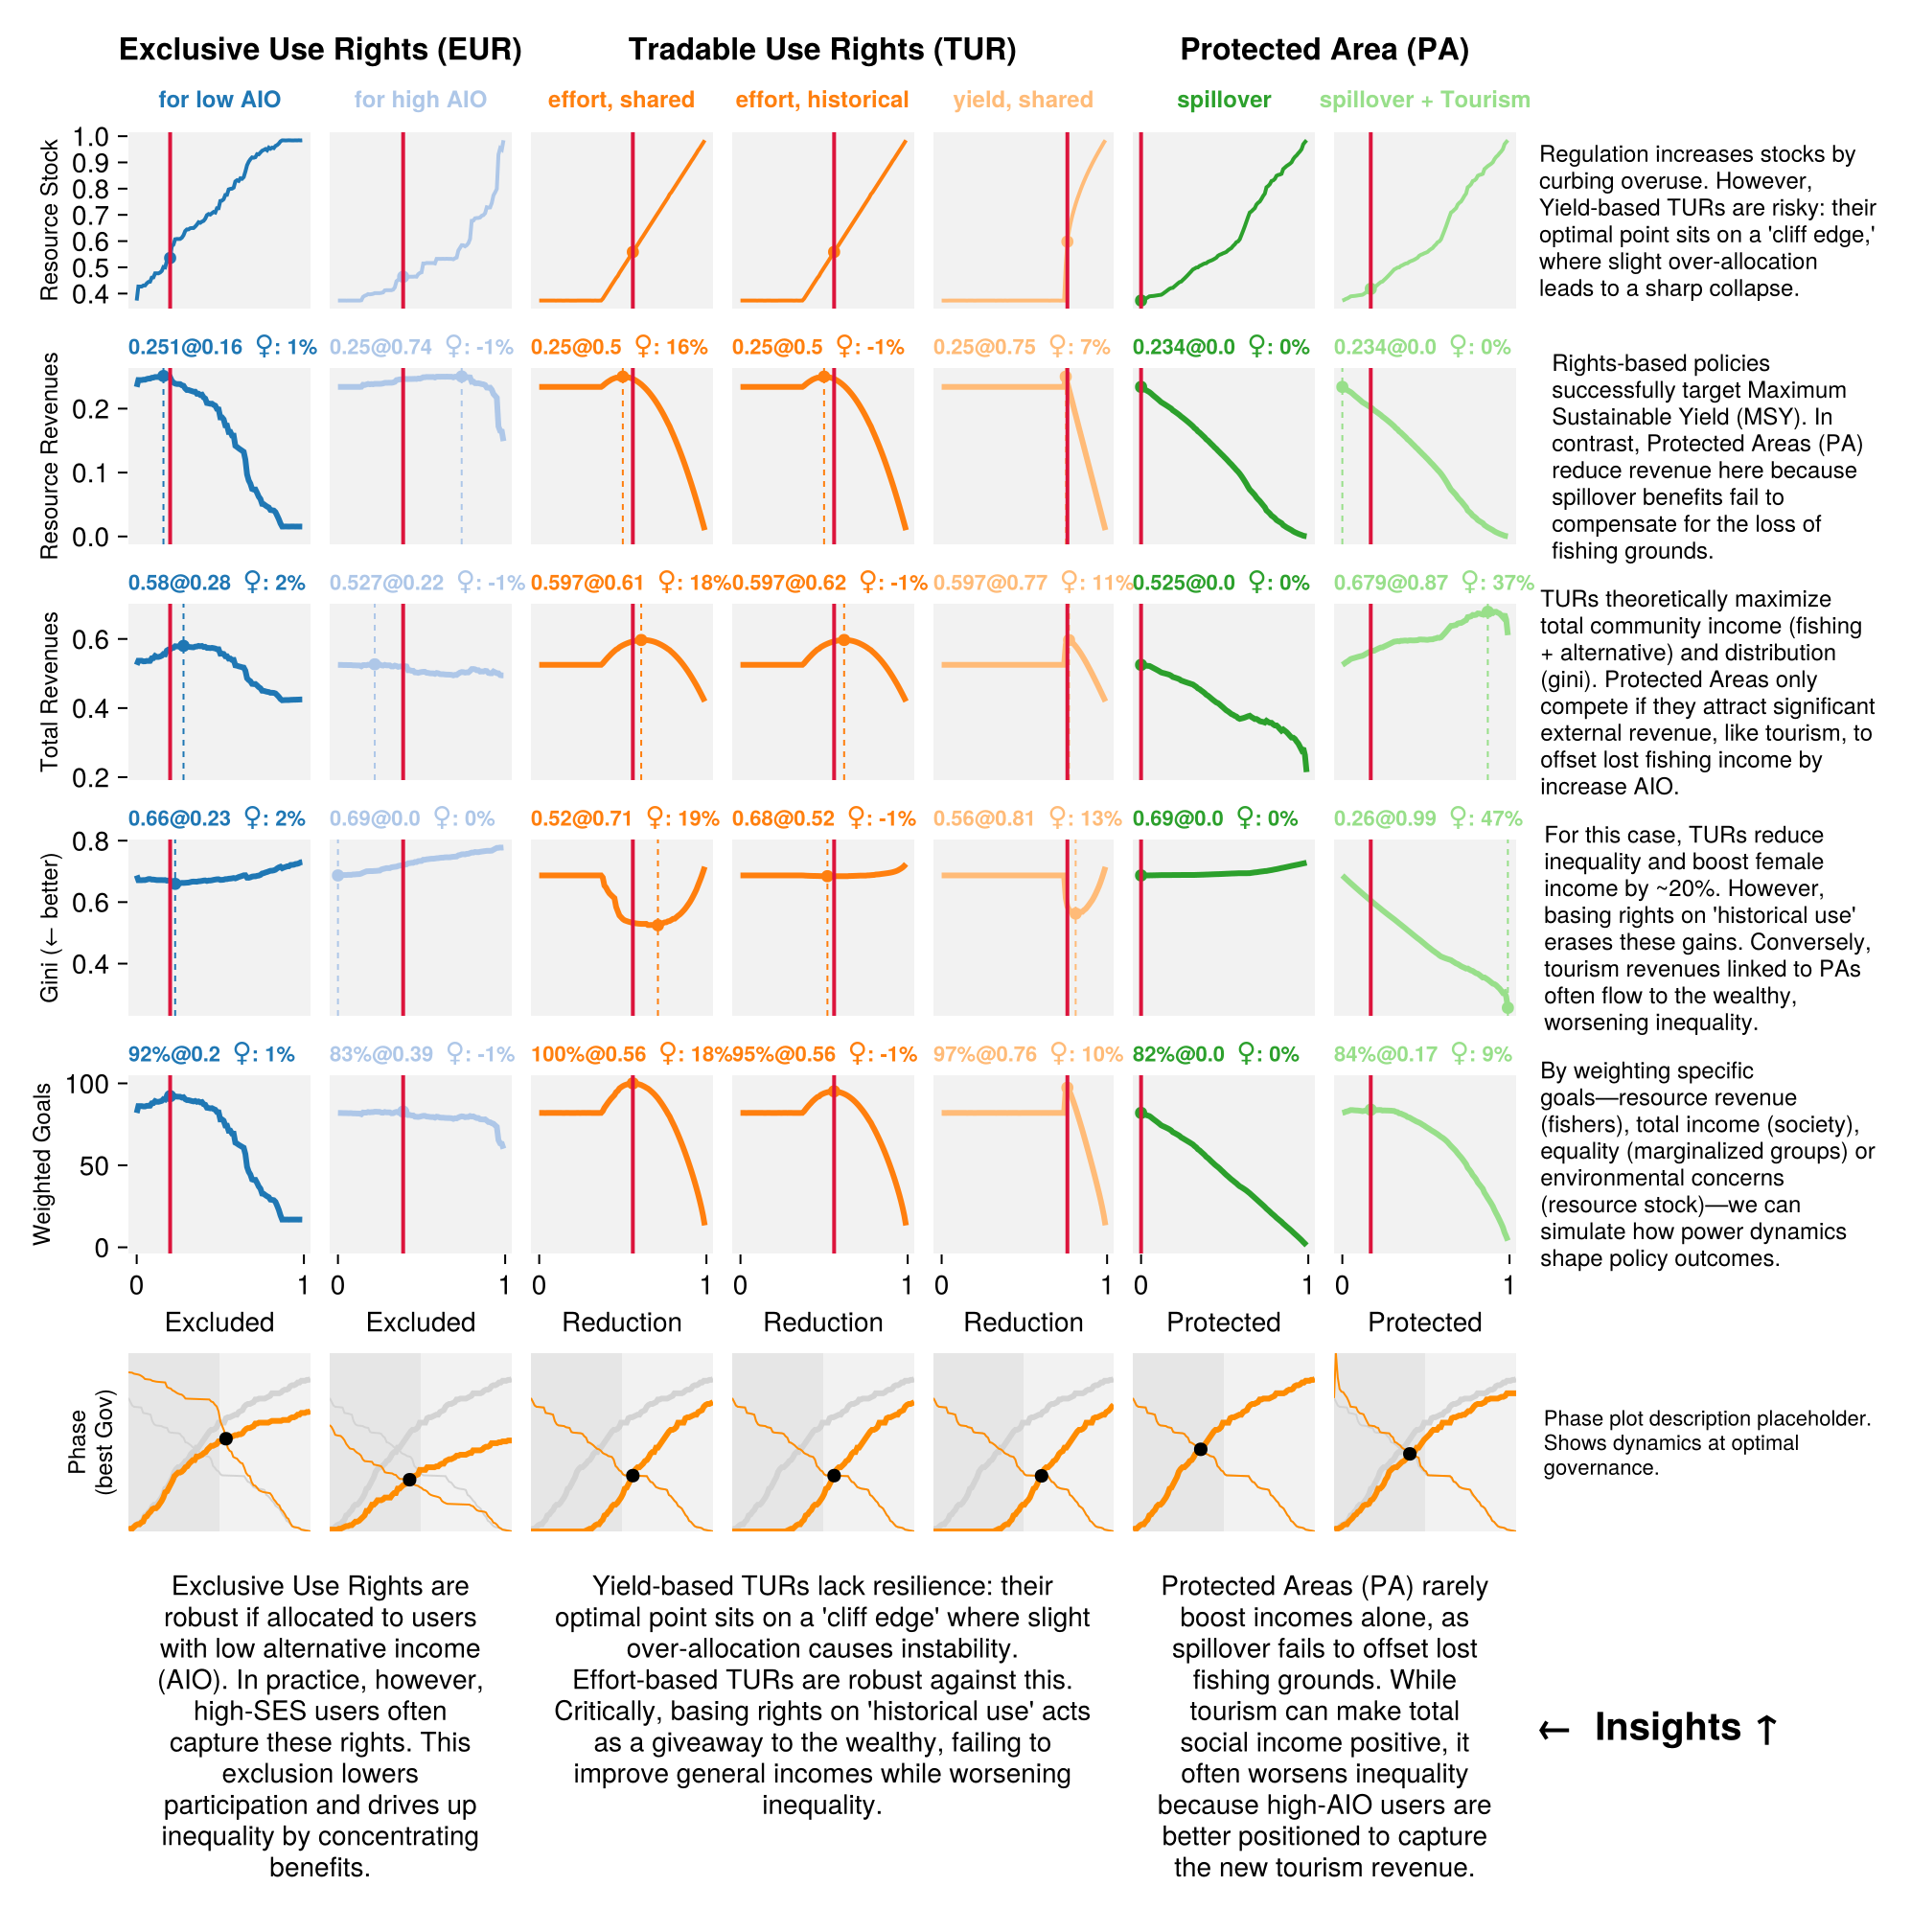 Exclusive Use Rights (EUR)
Tradable Use Rights (TUR)
Protected Area (PA)
for low AIO
for high AIO
effort, shared
effort, historical
yield, shared
spillover
spillover + Tourism
Resource Stock
1.0
0.9
0.8
0.7
0.6
0.5
0.4
Regulation increases stocks by
curbing overuse. However,
Yield-based TURs are risky: their
optimal point sits on a 'cliff edge,'
where slight over-allocation
leads to a sharp collapse.
0.251@0.16 ♀: 1%
0.25@0.74 ♀: -1%
0.25@0.5 ♀: 16%
0.25@0.5 ♀: -1%
0.25@0.75 ♀: 7%
0.234@0.0 ♀: 0%
0.234@0.0 ♀: 0%
Resource Revenues
0.2
0.1
0.0
Rights-based policies
successfully target Maximum
Sustainable Yield (MSY). In
contrast, Protected Areas (PA)
reduce revenue here because
spillover benefits fail to
compensate for the loss of
fishing grounds.
0.58@0.28 ♀: 2%
0.527@0.22 ♀: -1%
0.597@0.61 ♀: 18%
0.597@0.62 ♀: -1%
0.597@0.77 ♀: 11%
0.525@0.0 ♀: 0%
0.679@0.87 ♀: 37%
Total Revenues
0.6
0.4
0.2
TURs theoretically maximize
total community income (fishing
+ alternative) and distribution
(gini). Protected Areas only
compete if they attract significant
external revenue, like tourism, to
offset lost fishing income by
increase AIO.
0.66@0.23 ♀: 2%
0.69@0.0 ♀: 0%
0.52@0.71 ♀: 19%
0.68@0.52 ♀: -1%
0.56@0.81 ♀: 13%
0.69@0.0 ♀: 0%
0.26@0.99 ♀: 47%
Gini (← better)
0.8
0.6
0.4
For this case, TURs reduce
inequality and boost female
income by ~20%. However,
basing rights on 'historical use'
erases these gains. Conversely,
tourism revenues linked to PAs
often flow to the wealthy,
worsening inequality.
92%@0.2 ♀: 1%
83%@0.39 ♀: -1%
100%@0.56 ♀: 18%
95%@0.56 ♀: -1%
97%@0.76 ♀: 10%
82%@0.0 ♀: 0%
84%@0.17 ♀: 9%
Weighted Goals
100
50
0
By weighting specific
goals—resource revenue
(fishers), total income (society),
equality (marginalized groups) or
environmental concerns
(resource stock)—we can
simulate how power dynamics
shape policy outcomes.
0 1
0 1
0 1
0 1
0 1
0 1
0 1
Excluded
Excluded
Reduction
Reduction
Reduction
Protected
Protected
Phase
(best Gov)
Phase plot description placeholder.
Shows dynamics at optimal
governance.
Exclusive Use Rights are
robust if allocated to users
with low alternative income
(AIO). In practice, however,
high-SES users often
capture these rights. This
exclusion lowers
participation and drives up
inequality by concentrating
benefits.
Yield-based TURs lack resilience: their
optimal point sits on a 'cliff edge' where slight
over-allocation causes instability.
Effort-based TURs are robust against this.
Critically, basing rights on 'historical use' acts
as a giveaway to the wealthy, failing to
improve general incomes while worsening
inequality.
Protected Areas (PA) rarely
boost incomes alone, as
spillover fails to offset lost
fishing grounds. While
tourism can make total
social income positive, it
often worsens inequality
because high-AIO users are
better positioned to capture
the new tourism revenue.
← Insights ↑